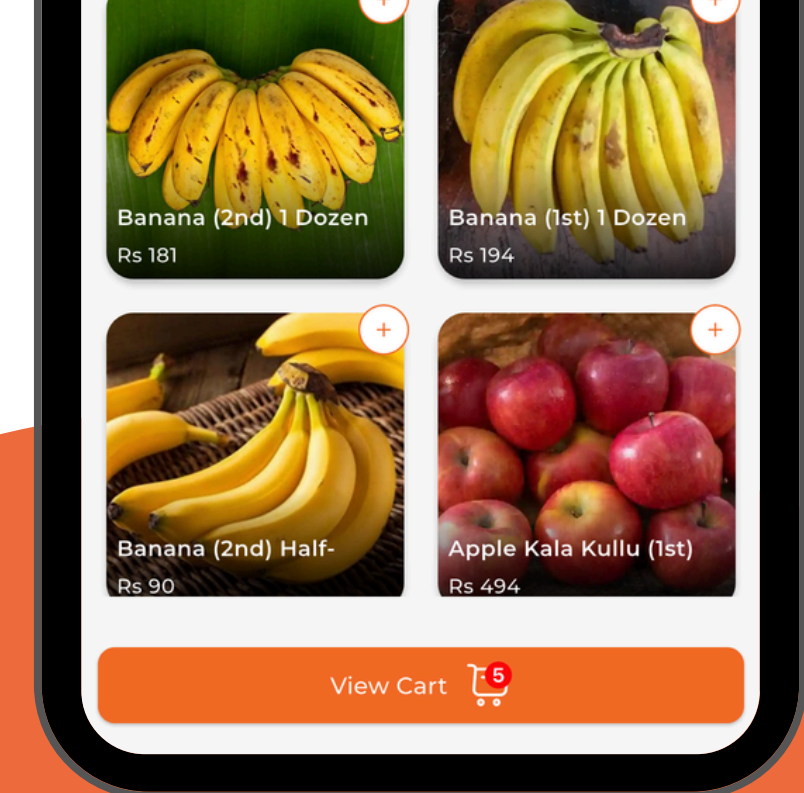 +
+
Banana (2nd) 1 Dozen
Rs 181
Banana (1st) 1 Dozen
Rs 194
+
+
Banana (2nd) Half-
Rs 90
Apple Kala Kullu (1st)
Rs 494
View Cart 5